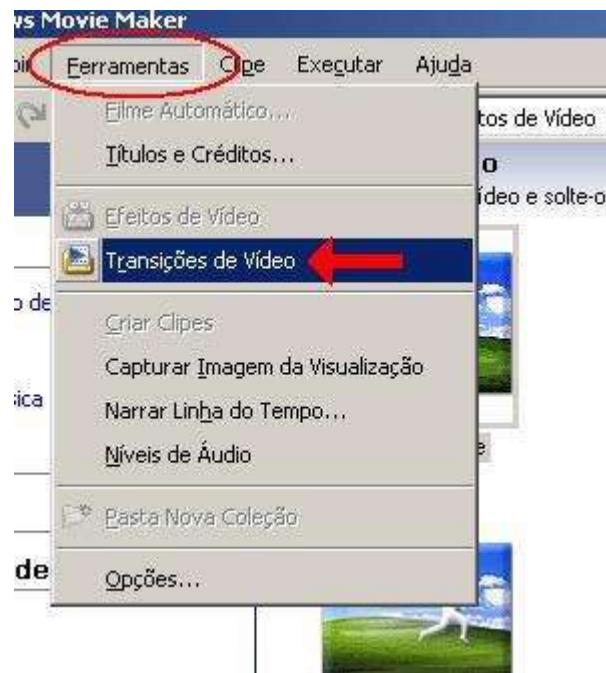 ws Movie Maker
Ferramentas Clipe Executar Ajuda
Filme Automático...
tos de Vídeo
Títulos e Créditos...
o
ídeo e solte-o
Efeitos de Vídeo
Transições de Vídeo
o de
Criar Clipes
Capturar Imagem da Visualização
sica
Narrar Linha do Tempo...
Níveis de Áudio
e
Pasta Nova Coleção
de
Opções...